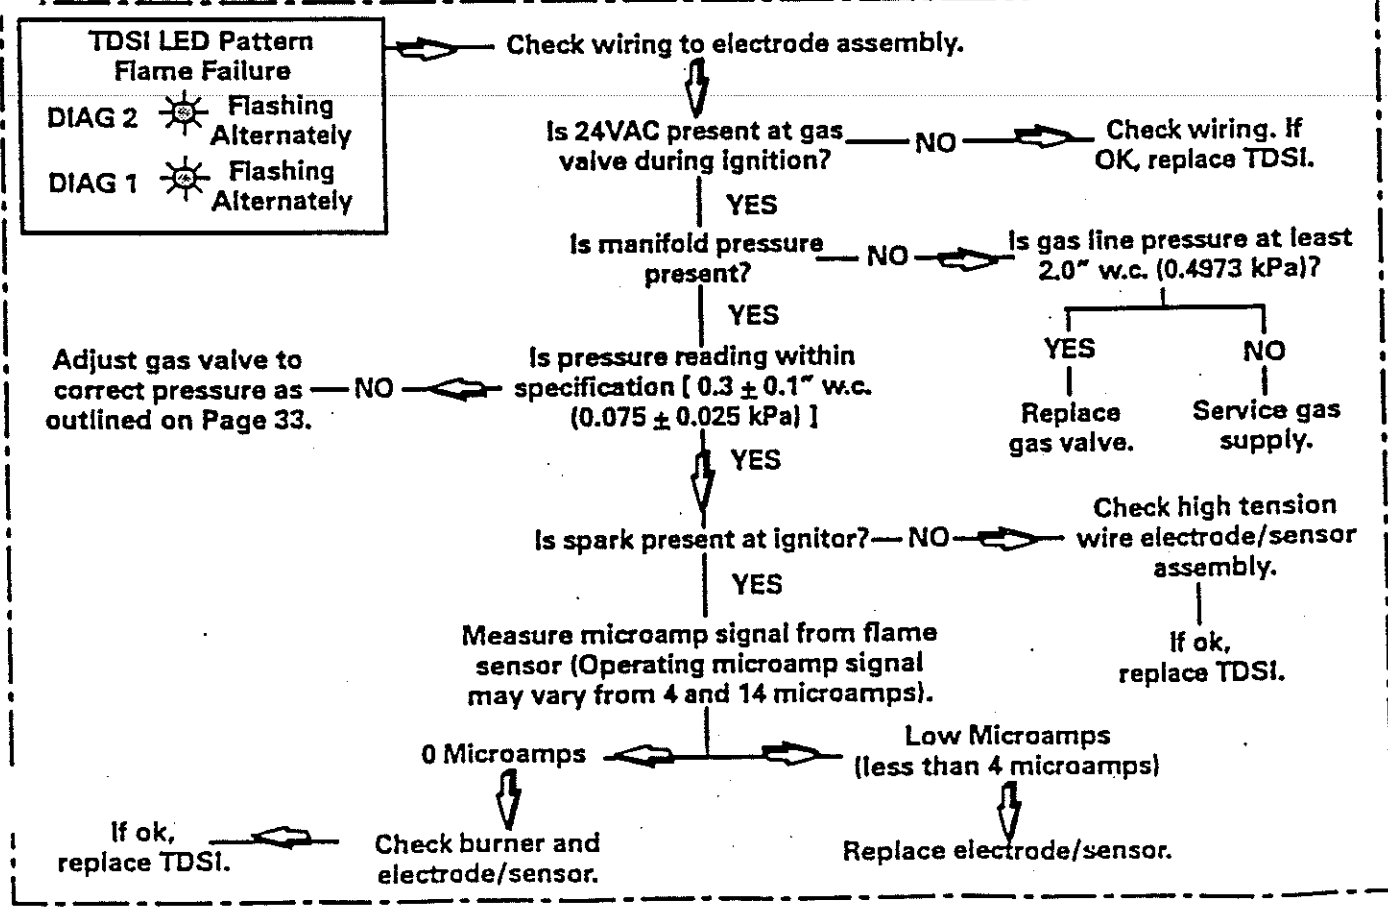 TDSI LED Pattern
Flame Failure
DIAG 2 Flashing
Alternately
DIAG 1 Flashing
Alternately
Check wiring to electrode assembly.
Is 24VAC present at gas
valve during ignition?
NO
Check wiring. If
OK, replace TDSI.
YES
Is manifold pressure
present?
NO
Is gas line pressure at least
2.0″ w.c. (0.4973 kPa)?
YES
NO
Replace
gas valve.
Service gas
supply.
YES
Is pressure reading within
specification [ 0.3 ± 0.1″ w.c.
(0.075 ± 0.025 kPa) ]
NO
Adjust gas valve to
correct pressure as
outlined on Page 33.
YES
Is spark present at ignitor?
NO
Check high tension
wire electrode/sensor
assembly.
If ok,
replace TDSI.
YES
Measure microamp signal from flame
sensor (Operating microamp signal
may vary from 4 and 14 microamps).
0 Microamps
Low Microamps
(less than 4 microamps)
Check burner and
electrode/sensor.
If ok,
replace TDSI.
Replace electrode/sensor.